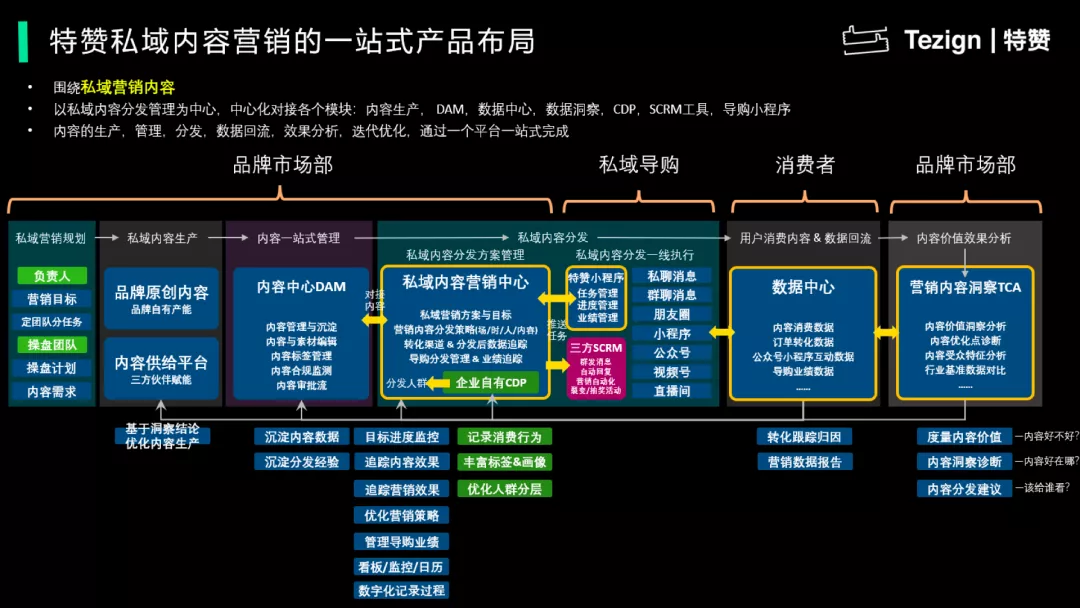 特赞私域内容营销的一站式产品布局
Tezign | 特赞
• 围绕私域营销内容
• 以私域内容分发管理为中心，中心化对接各个模块：内容生产， DAM，数据中心，数据洞察，CDP，SCRM工具，导购小程序
• 内容的生产，管理，分发，数据回流，效果分析，迭代优化，通过一个平台一站式完成
品牌市场部
私域导购
消费者
品牌市场部
私域营销规划
私域内容生产
内容一站式管理
私域内容分发
用户消费内容 & 数据回流
内容价值效果分析
私域内容分发方案管理
私域内容分发一线执行
负责人
营销目标
定团队分任务
操盘团队
操盘计划
内容需求
品牌原创内容
品牌自有产能
内容供给平台
三方伙伴赋能
内容中心DAM
内容管理与沉淀
内容与素材编辑
内容标签管理
内容合规监测
内容审批流
对接
内容
私域内容营销中心
私域营销方案与目标
营销内容分发策略(场/时/人/内容)
转化渠道 & 分发后数据追踪
导购分发管理 & 业绩追踪
分发人群
企业自有CDP
推送
任务
特赞小程序
任务管理
进度管理
业绩管理
三方SCRM
群发消息
自动回复
营销自动化
裂变/抽奖活动
私聊消息
群聊消息
朋友圈
小程序
公众号
视频号
直播间
数据中心
内容消费数据
订单转化数据
公众号小程序互动数据
导购业绩数据
......
营销内容洞察TCA
内容价值洞察分析
内容优化点诊断
内容受众特征分析
行业基准数据对比
......
基于洞察结论
优化内容生产
沉淀内容数据
沉淀分发经验
目标进度监控
追踪内容效果
追踪营销效果
优化营销策略
管理导购业绩
看板/监控/日历
数字化记录过程
记录消费行为
丰富标签&画像
优化人群分层
转化跟踪归因
营销数据报告
度量内容价值
—内容好不好？
内容洞察诊断
—内容好在哪？
内容分发建议
—该给谁看？